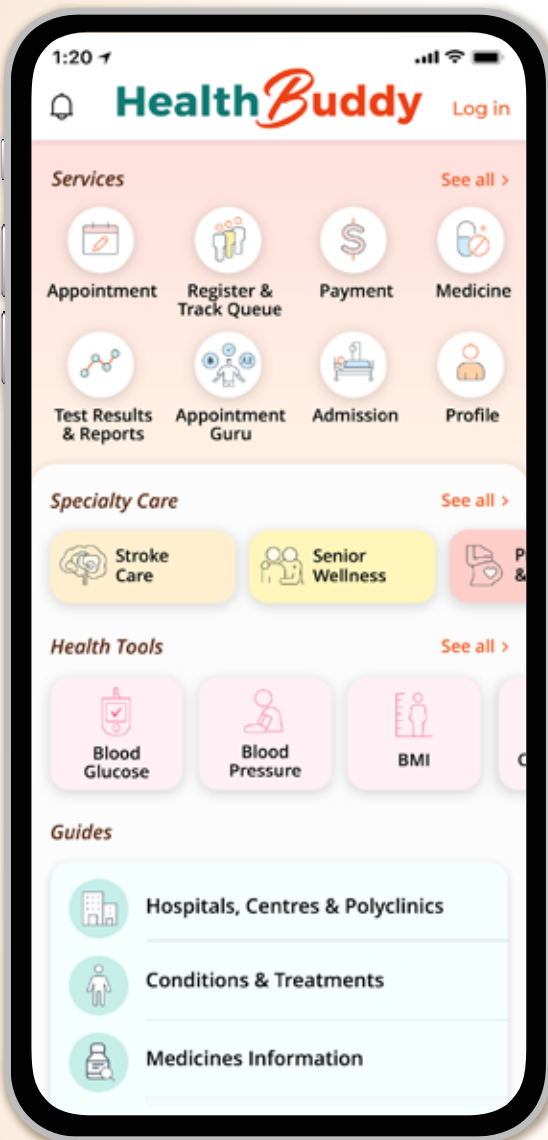 1:20
HealthBuddy
Log in
Services
See all >
Appointment
Register &
Track Queue
Payment
Medicine
Test Results
& Reports
Appointment
Guru
Admission
Profile
Specialty Care
See all >
Stroke
Care
Senior
Wellness
P
&
Health Tools
See all >
Blood
Glucose
Blood
Pressure
BMI
C
Guides
Hospitals, Centres & Polyclinics
Conditions & Treatments
Medicines Information